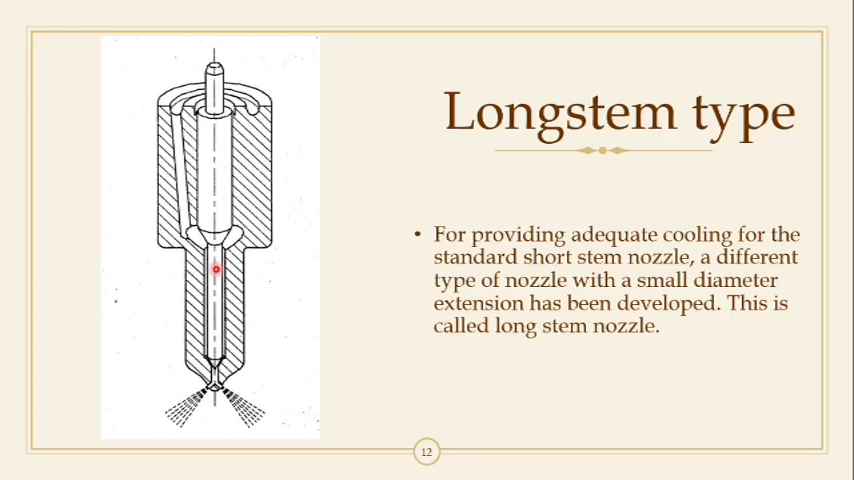 Longstem type
• For providing adequate cooling for the
standard short stem nozzle, a different
type of nozzle with a small diameter
extension has been developed. This is
called long stem nozzle.
12